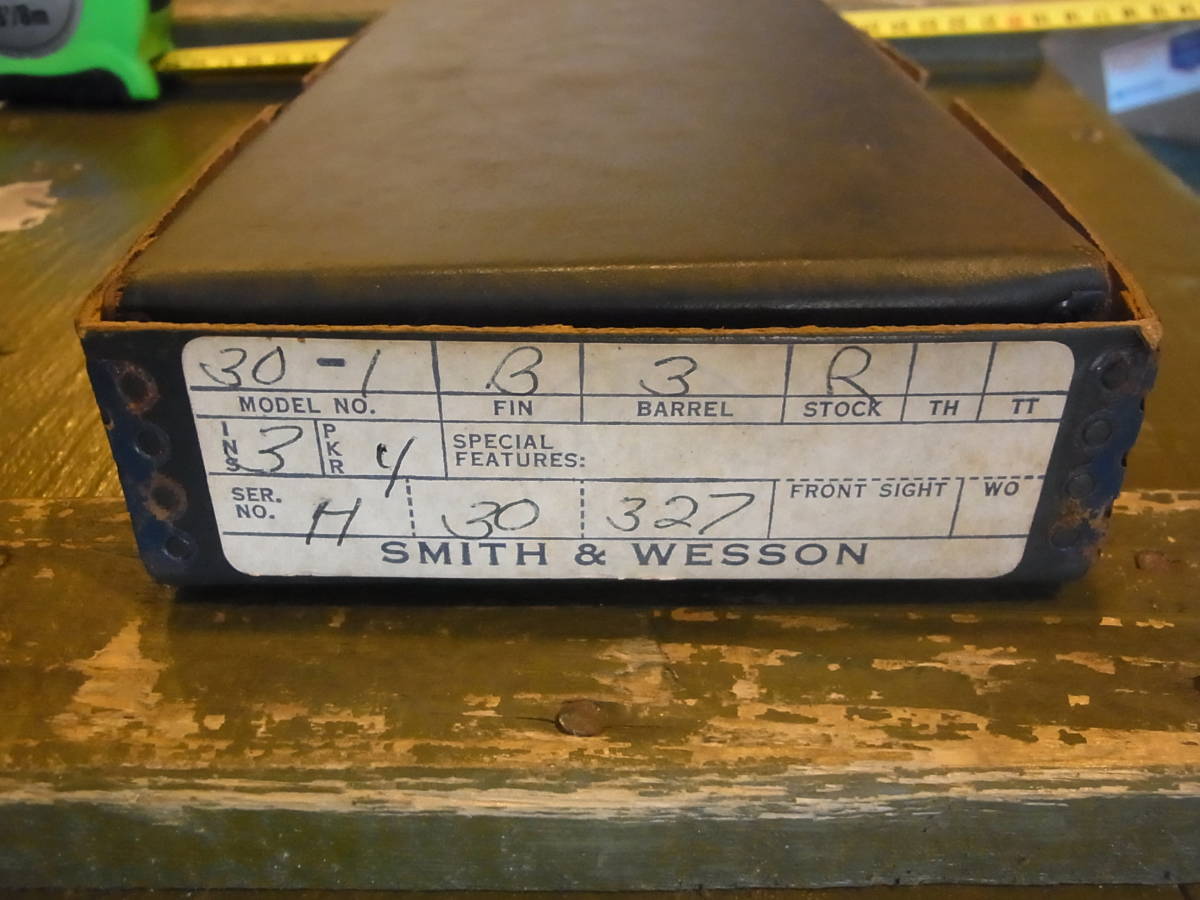 30 - 1 B 3 R
MODEL NO. FIN BARREL STOCK TH TT
INS 3 PKR 4 SPECIAL
FEATURES:
SER.
NO. H 30 327 FRONT SIGHT WO
SMITH & WESSON